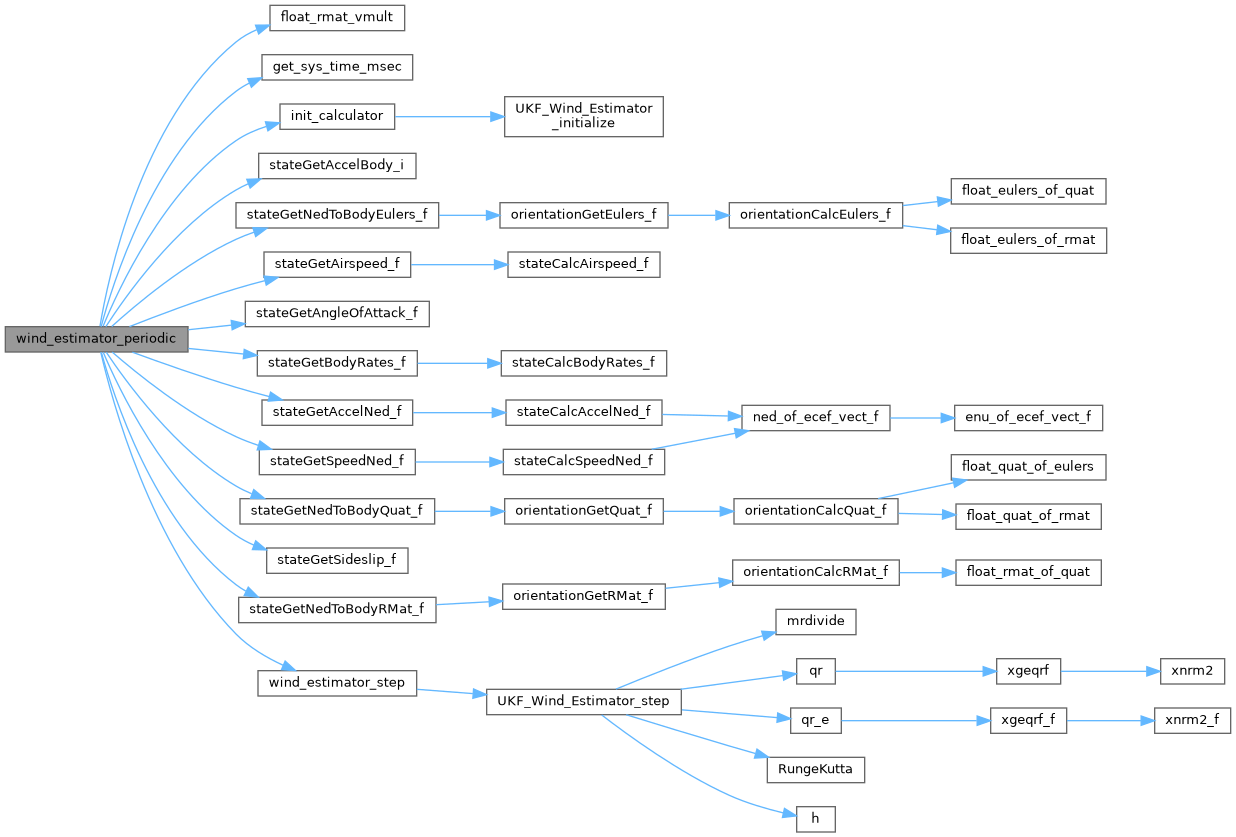 float_rmat_vmult
get_sys_time_msec
init_calculator
UKF_Wind_Estimator
_initialize
stateGetAccelBody_i
stateGetNedToBodyEulers_f
orientationGetEulers_f
orientationCalcEulers_f
float_eulers_of_quat
float_eulers_of_rmat
stateGetAirspeed_f
stateCalcAirspeed_f
stateGetAngleOfAttack_f
wind_estimator_periodic
stateGetBodyRates_f
stateCalcBodyRates_f
stateGetAccelNed_f
stateCalcAccelNed_f
ned_of_ecef_vect_f
enu_of_ecef_vect_f
stateGetSpeedNed_f
stateCalcSpeedNed_f
stateGetNedToBodyQuat_f
orientationGetQuat_f
orientationCalcQuat_f
float_quat_of_eulers
float_quat_of_rmat
stateGetSideslip_f
stateGetNedToBodyRMat_f
orientationGetRMat_f
orientationCalcRMat_f
float_rmat_of_quat
wind_estimator_step
UKF_Wind_Estimator_step
mrdivide
qr
xgeqrf
xnrm2
qr_e
xgeqrf_f
xnrm2_f
RungeKutta
h